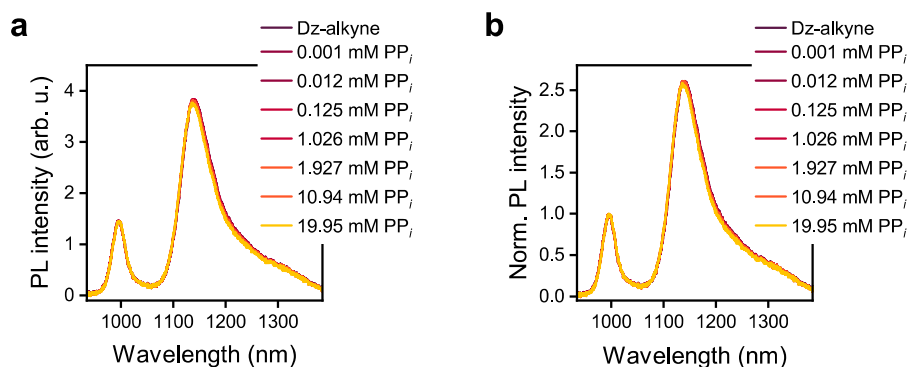 a
Dz-alkyne
0.001 mM PPi
0.012 mM PPi
0.125 mM PPi
1.026 mM PPi
1.927 mM PPi
10.94 mM PPi
19.95 mM PPi
PL intensity (arb. u.)
4
3
2
1
0
1000 1100 1200 1300
Wavelength (nm)
b
Dz-alkyne
0.001 mM PPi
0.012 mM PPi
0.125 mM PPi
1.026 mM PPi
1.927 mM PPi
10.94 mM PPi
19.95 mM PPi
Norm. PL intensity
2.5
2.0
1.5
1.0
0.5
0.0
1000 1100 1200 1300
Wavelength (nm)